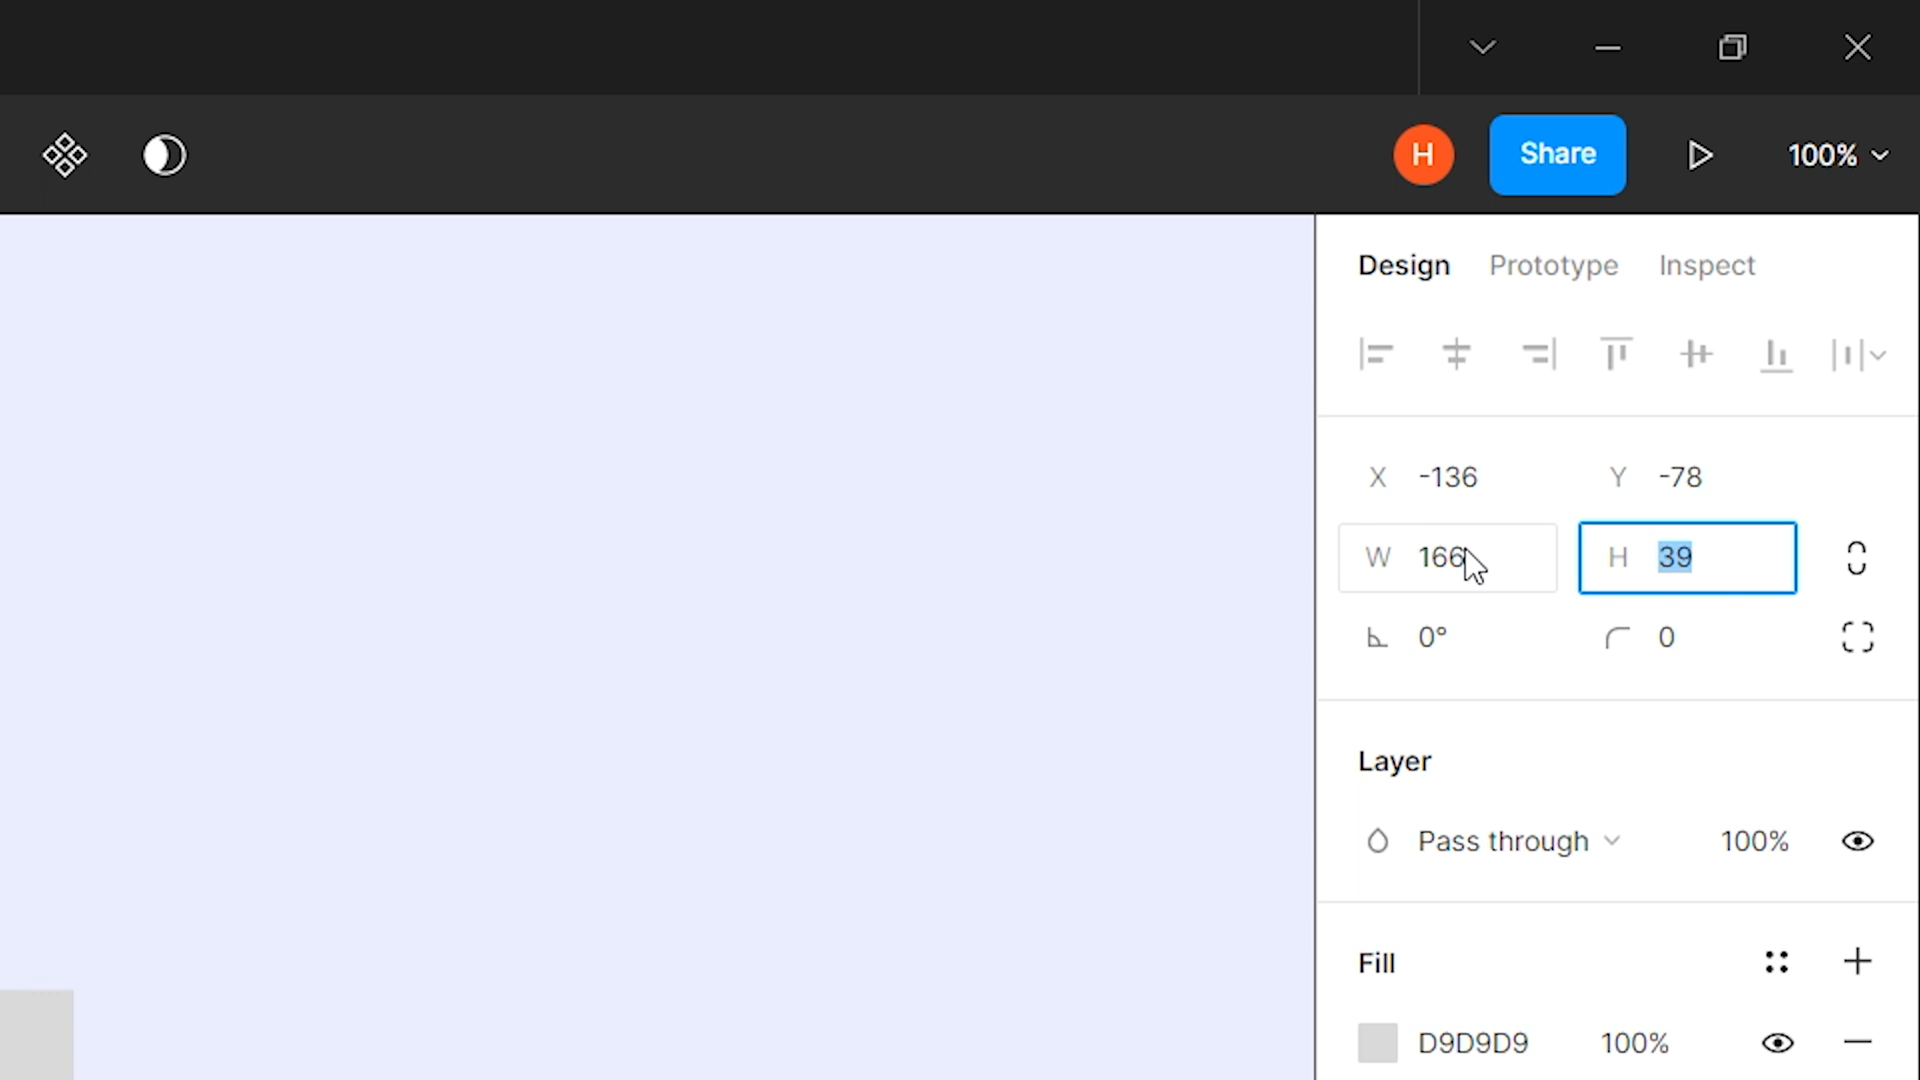 H Share 100%
Design Prototype Inspect
X -136 Y -78
W 166 H 39
0° 0
Layer
Pass through 100%
Fill
D9D9D9 100%